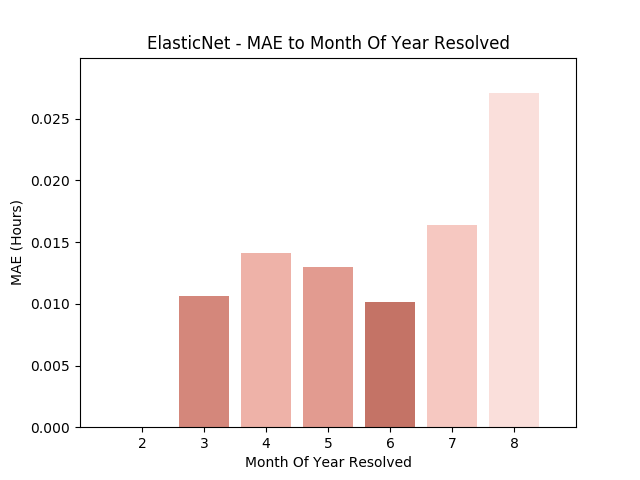 ElasticNet - MAE to Month Of Year Resolved
0.025
0.020
0.015
0.010
0.005
0.000
MAE (Hours)
2 3 4 5 6 7 8
Month Of Year Resolved